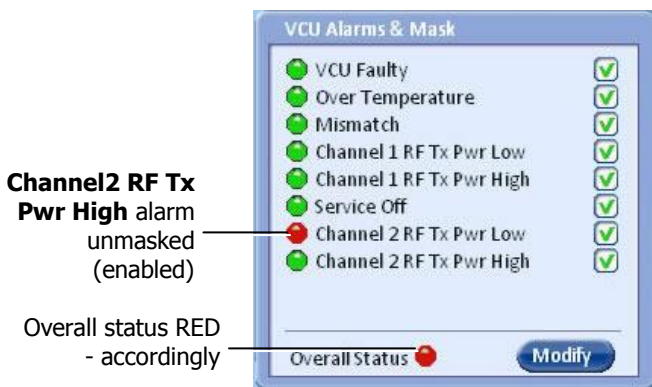 VCU Alarms & Mask
VCU Faulty
Over Temperature
Mismatch
Channel 1 RF Tx Pwr Low
Channel 1 RF Tx Pwr High
Service Off
Channel 2 RF Tx Pwr Low
Channel 2 RF Tx Pwr High
Overall Status
Modify
Channel2 RF Tx
Pwr High alarm
unmasked
(enabled)
Overall status RED
- accordingly